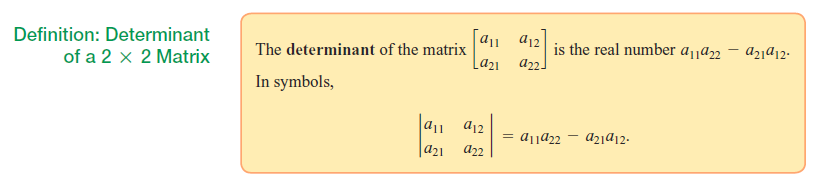 Definition: Determinant
of a 2 × 2 Matrix
The determinant of the matrix [a₁₁ a₁₂; a₂₁ a₂₂] is the real number a₁₁a₂₂ − a₂₁a₁₂.
In symbols,
|a₁₁ a₁₂; a₂₁ a₂₂| = a₁₁a₂₂ − a₂₁a₁₂.